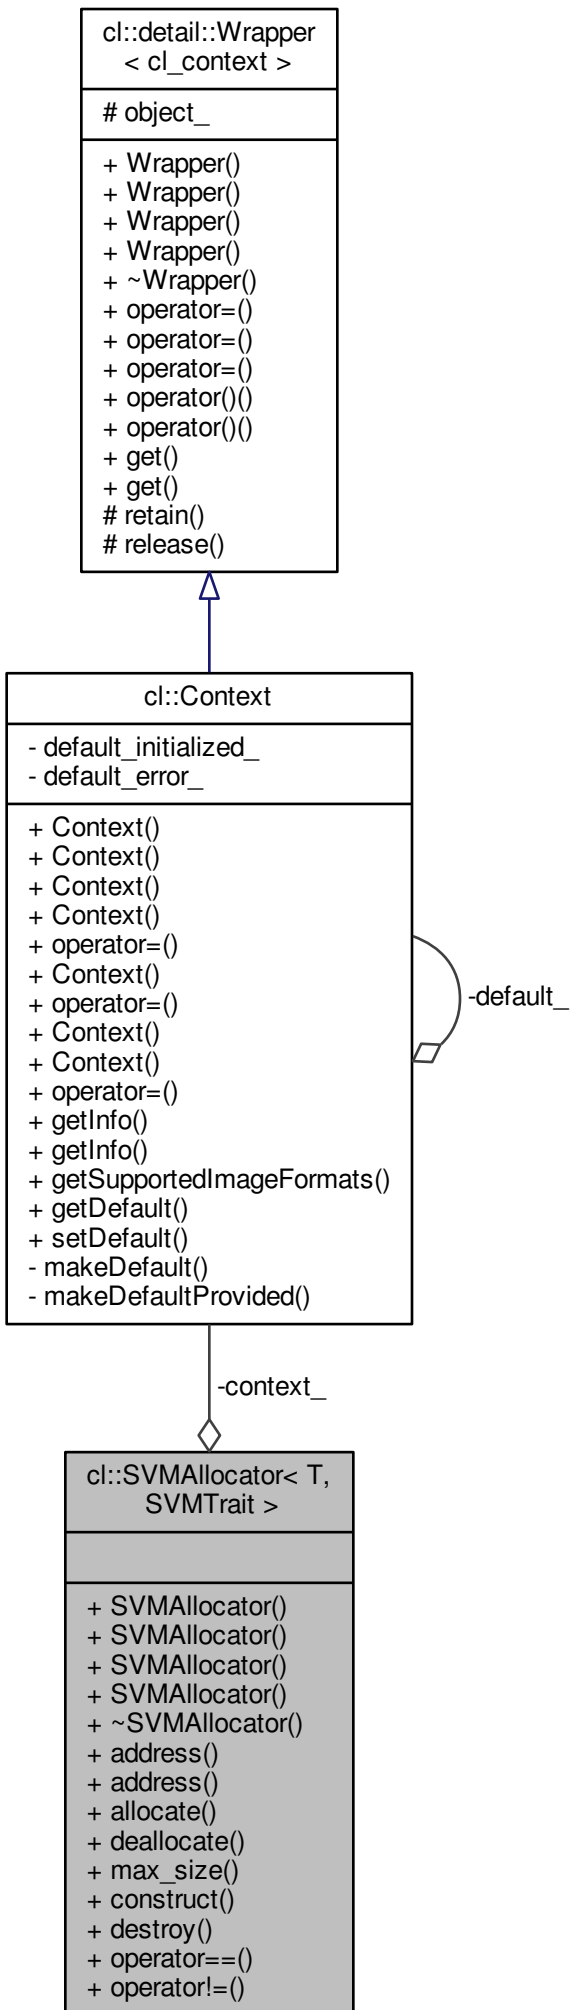 cl::detail::Wrapper
< cl_context >
# object_
+ Wrapper()
+ Wrapper()
+ Wrapper()
+ Wrapper()
+ ~Wrapper()
+ operator=()
+ operator=()
+ operator=()
+ operator()()
+ operator()()
+ get()
+ get()
# retain()
# release()
cl::Context
- default_initialized_
- default_error_
+ Context()
+ Context()
+ Context()
+ Context()
+ operator=()
+ Context()
+ operator=()
+ Context()
+ Context()
+ operator=()
+ getInfo()
+ getInfo()
+ getSupportedImageFormats()
+ getDefault()
+ setDefault()
- makeDefault()
- makeDefaultProvided()
-default_
-context_
cl::SVMAllocator< T,
SVMTrait >
+ SVMAllocator()
+ SVMAllocator()
+ SVMAllocator()
+ SVMAllocator()
+ ~SVMAllocator()
+ address()
+ address()
+ allocate()
+ deallocate()
+ max_size()
+ construct()
+ destroy()
+ operator==()
+ operator!=()